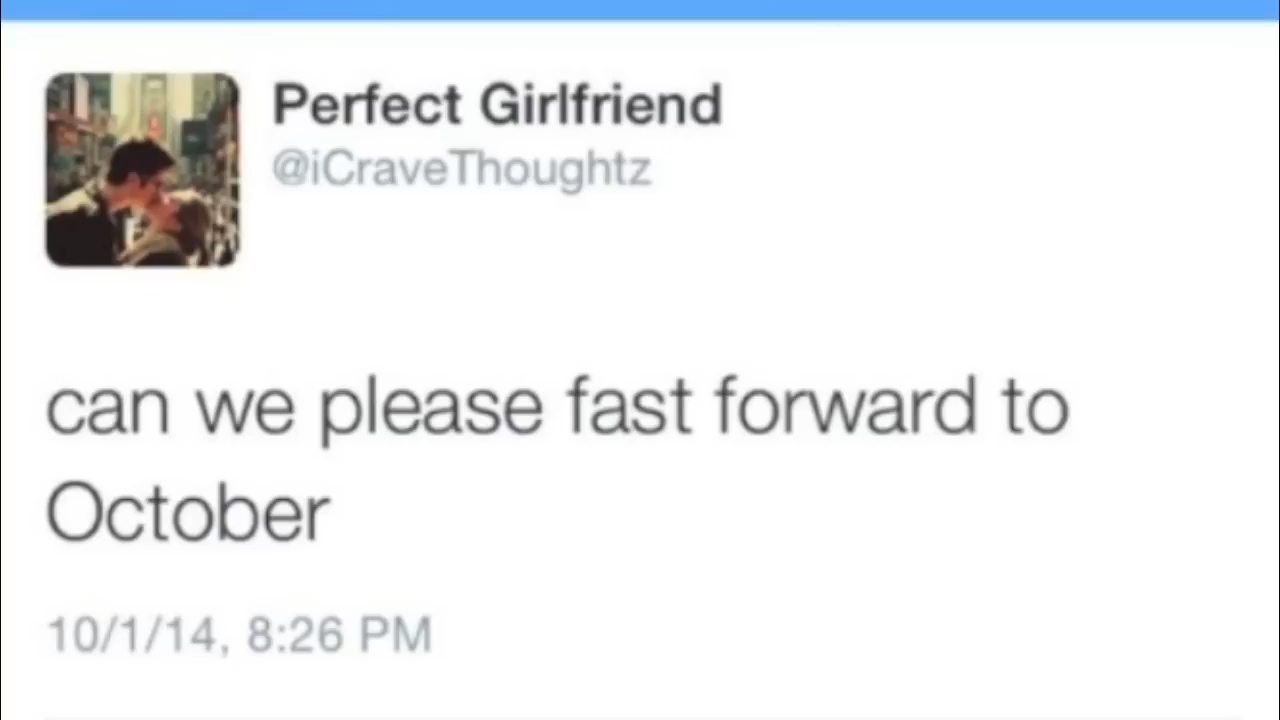 Perfect Girlfriend
@iCraveThoughtz
can we please fast forward to
October
10/1/14, 8:26 PM